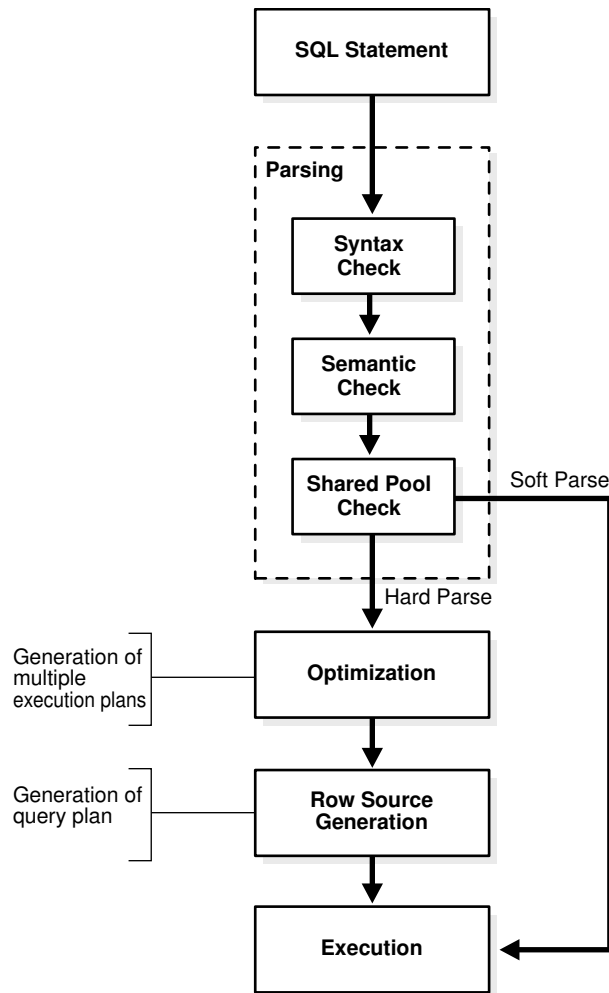 SQL Statement
Parsing
Syntax
Check
Semantic
Check
Shared Pool
Check
Soft Parse
Hard Parse
Generation of
multiple
execution plans
Optimization
Generation of
query plan
Row Source
Generation
Execution